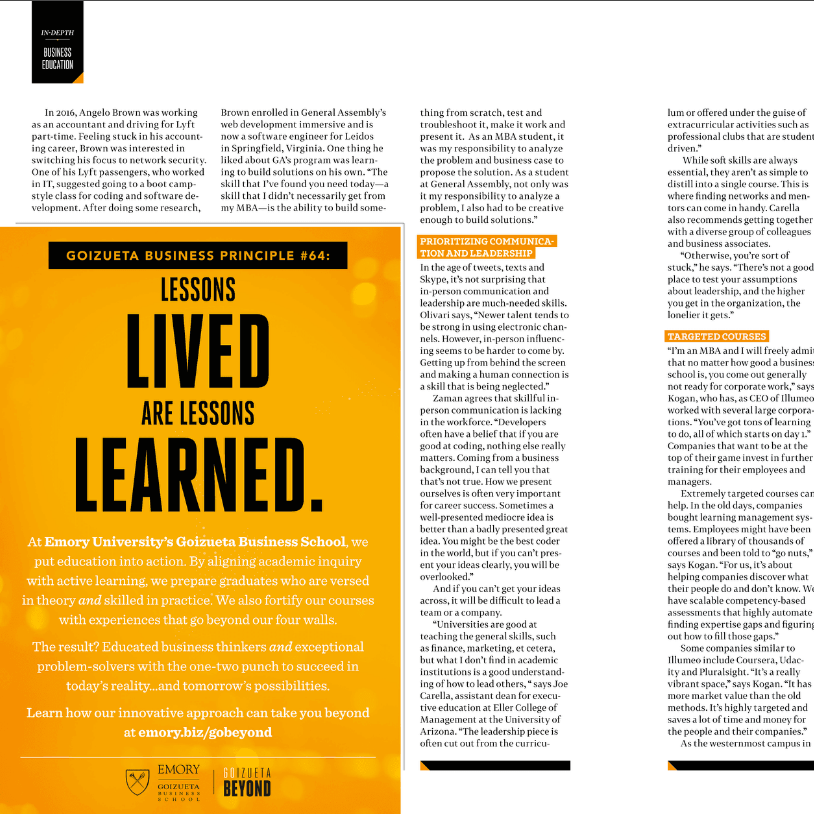 IN-DEPTH
BUSINESS
EDUCATION
In 2016, Angelo Brown was working
as an accountant and driving for Lyft
part-time. Feeling stuck in his account-
ing career, Brown was interested in
switching his focus to network security.
One of his Lyft passengers, who worked
in IT, suggested going to a boot camp-
style class for coding and software de-
velopment. After doing some research,
Brown enrolled in General Assembly's
web development immersive and is
now a software engineer for Leidos
in Springfield, Virginia. One thing he
liked about GA's program was learn-
ing to build solutions on his own. “The
skill that I've found you need today—a
skill that I didn't necessarily get from
my MBA—is the ability to build some-
thing from scratch, test and
troubleshoot it, make it work and
present it.  As an MBA student, it
was my responsibility to analyze
the problem and business case to
propose the solution. As a student
at General Assembly, not only was
it my responsibility to analyze a
problem, I also had to be creative
enough to build solutions.”
PRIORITIZING COMMUNICA-
TION AND LEADERSHIP
In the age of tweets, texts and
Skype, it's not surprising that
in-person communication and
leadership are much-needed skills.
Olivari says, “Newer talent tends to
be strong in using electronic chan-
nels. However, in-person influenc-
ing seems to be harder to come by.
Getting up from behind the screen
and making a human connection is
a skill that is being neglected.”
Zaman agrees that skillful in-
person communication is lacking
in the workforce. “Developers
often have a belief that if you are
good at coding, nothing else really
matters. Coming from a business
background, I can tell you that
that's not true. How we present
ourselves is often very important
for career success. Sometimes a
well-presented mediocre idea is
better than a badly presented great
idea. You might be the best coder
in the world, but if you can't pres-
ent your ideas clearly, you will be
overlooked.”
And if you can't get your ideas
across, it will be difficult to lead a
team or a company.
“Universities are good at
teaching the general skills, such
as finance, marketing, et cetera,
but what I don't find in academic
institutions is a good understand-
ing of how to lead others, “ says Joe
Carella, assistant dean for execu-
tive education at Eller College of
Management at the University of
Arizona. “The leadership piece is
often cut out from the curricu-
lum or offered under the guise of
extracurricular activities such as
professional clubs that are student
driven.”
While soft skills are always
essential, they aren't as simple to
distill into a single course. This is
where finding networks and men-
tors can come in handy. Carella
also recommends getting together
with a diverse group of colleagues
and business associates.
“Otherwise, you're sort of
stuck,” he says. “There's not a good
place to test your assumptions
about leadership, and the higher
you get in the organization, the
lonelier it gets.”
TARGETED COURSES
“I'm an MBA and I will freely admit
that no matter how good a business
school is, you come out generally
not ready for corporate work,” says
Kogan, who has, as CEO of Illumeo
worked with several large corpora-
tions. “You've got tons of learning
to do, all of which starts on day 1.”
Companies that want to be at the
top of their game invest in further
training for their employees and
managers.
Extremely targeted courses can
help. In the old days, companies
bought learning management sys-
tems. Employees might have been
offered a library of thousands of
courses and been told to “go nuts,”
says Kogan. “For us, it's about
helping companies discover what
their people do and don't know. We
have scalable competency-based
assessments that highly automate
finding expertise gaps and figuring
out how to fill those gaps.”
Some companies similar to
Illumeo include Coursera, Udac-
ity and Pluralsight. “It's a really
vibrant space,” says Kogan. “It has
more market value than the old
methods. It's highly targeted and
saves a lot of time and money for
the people and their companies.”
As the westernmost campus in
GOIZUETA BUSINESS PRINCIPLE #64:
LESSONS
LIVED
ARE LESSONS
LEARNED.
At Emory University's Goizueta Business School, we
put education into action. By aligning academic inquiry
with active learning, we prepare graduates who are versed
in theory and skilled in practice. We also fortify our courses
with experiences that go beyond our four walls.
The result? Educated business thinkers and exceptional
problem-solvers with the one-two punch to succeed in
today's reality...and tomorrow's possibilities.
Learn how our innovative approach can take you beyond
at emory.biz/gobeyond
EMORY
GOIZUETA
BUSINESS
SCHOOL
GOIZUETA
BEYOND